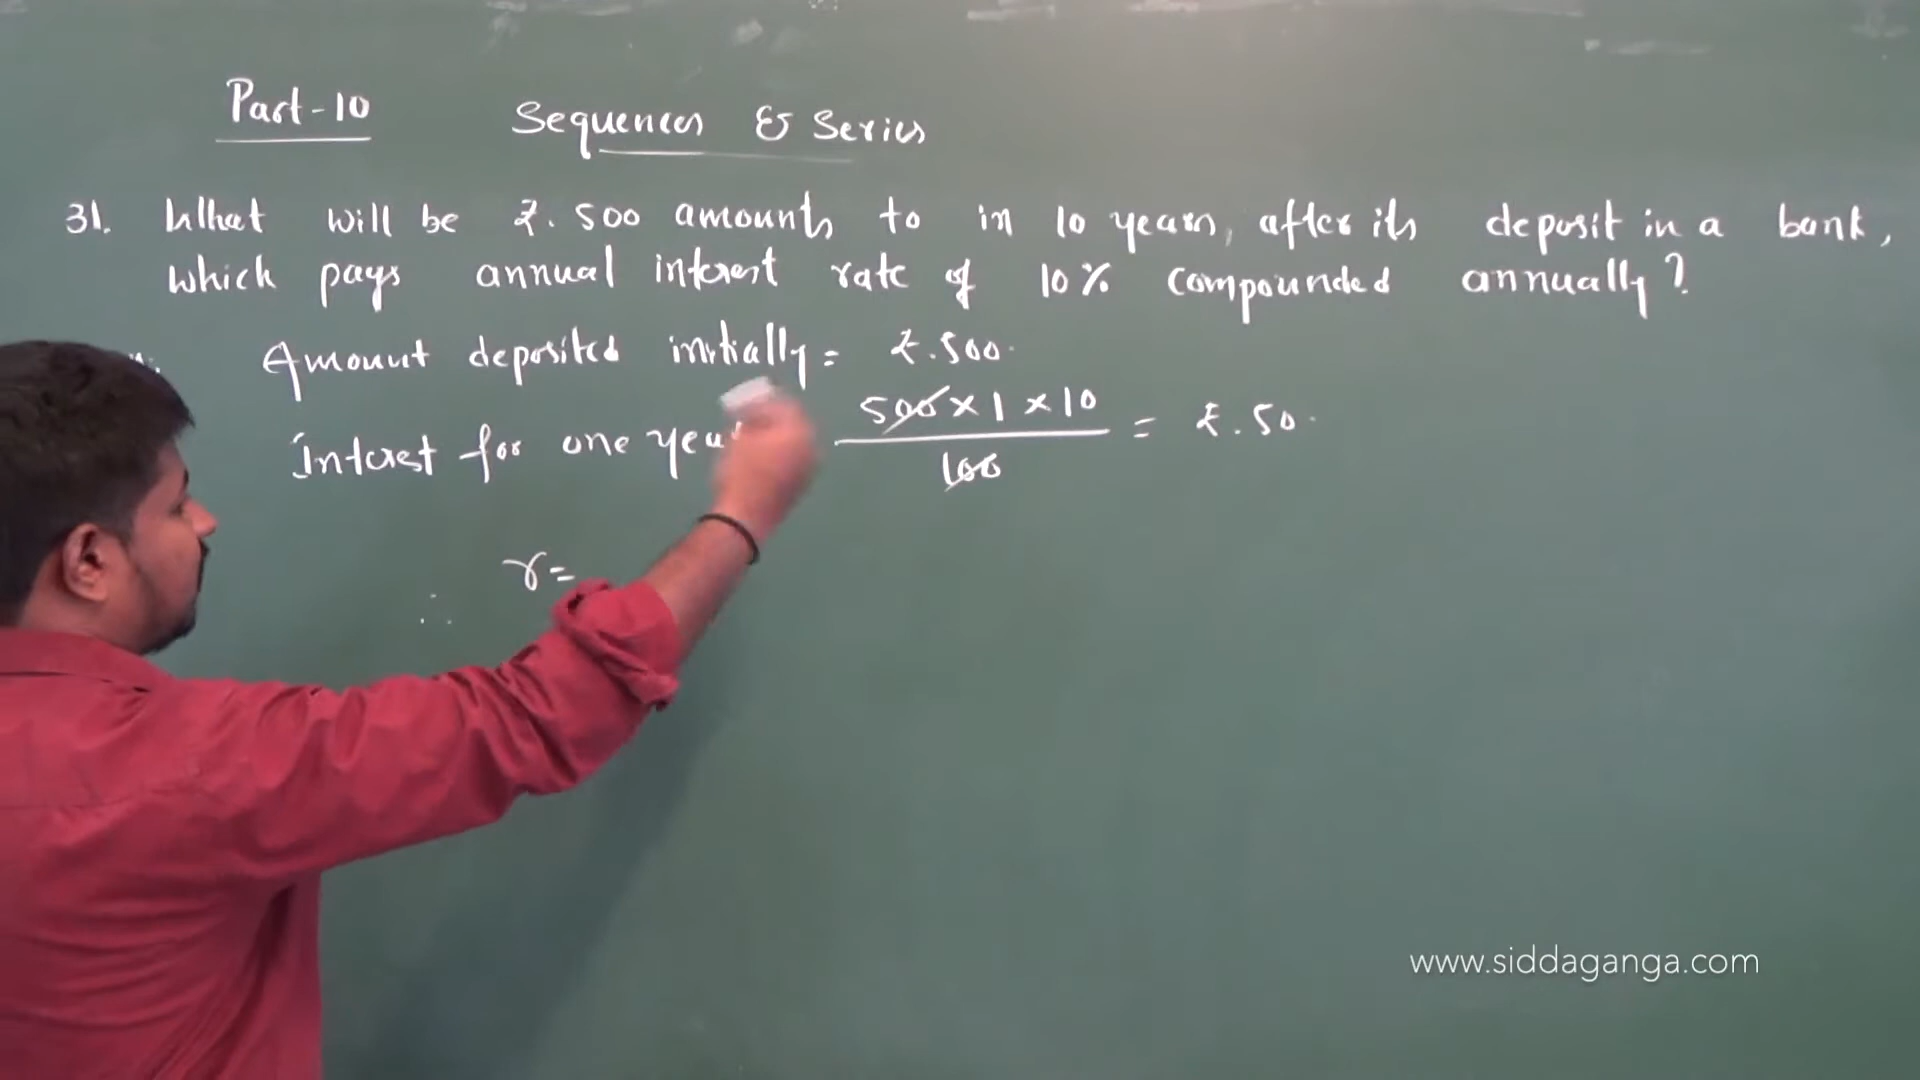 Part-10 Sequences & Series
31. What will be ₹. 500 amounts to in 10 years, after its deposit in a bank,
which pays annual interest rate of 10% compounded annually?
Amount deposited initially = ₹.500.
Interest for one year 500 × 1 × 10 / 100 = ₹.50.
r =
∴
www.siddaganga.com